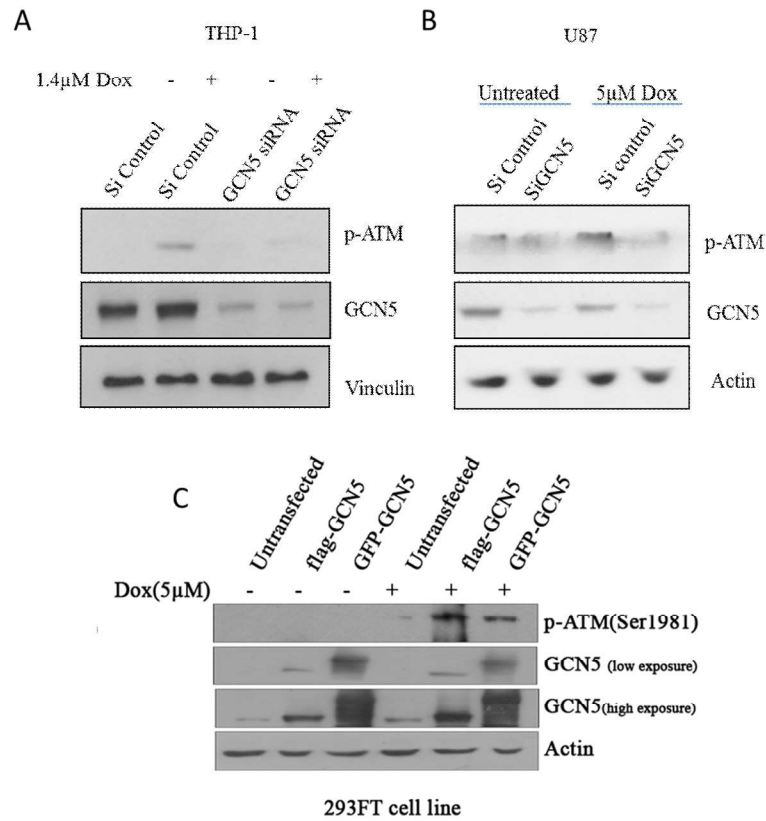 A
THP-1
1.4µM Dox - + - +
Si Control Si Control GCN5 siRNA GCN5 siRNA
p-ATM
GCN5
Vinculin
B
U87
Untreated 5µM Dox
Si Control SiGCN5 Si control SiGCN5
p-ATM
GCN5
Actin
C
Untransfected flag-GCN5 GFP-GCN5 Untransfected flag-GCN5 GFP-GCN5
Dox(5µM) - - - + + +
p-ATM(Ser1981)
GCN5 (low exposure)
GCN5(high exposure)
Actin
293FT cell line